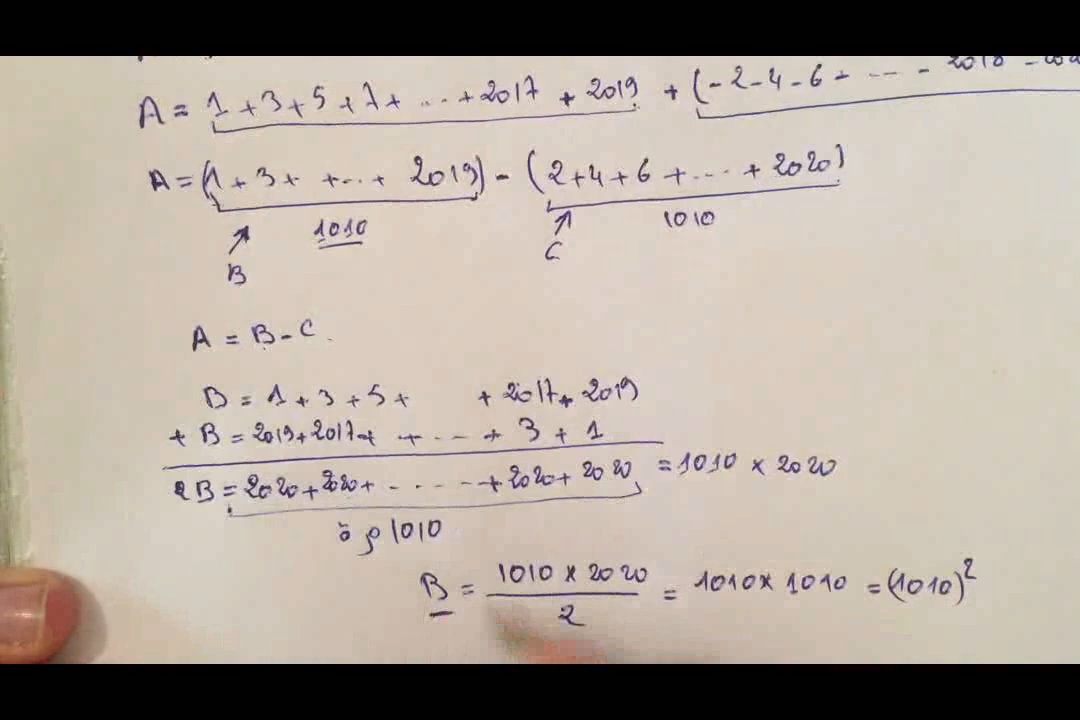 A = 1 + 3 + 5 + 7 + ... + 2017 + 2019 + (-2-4-6- ... - 2018 -
A = (1 + 3 + + ... + 2019) - (2+4+6 + ... + 2020)
1010 1010
B C
A = B - C.
B = 1 + 3 + 5 + + 2017 + 2019
+ B = 2019 + 2017 + + ... + 3 + 1
2B = 2020 + 2020 + ..... + 2020 + 2020 = 1010 × 2020
1010
B = 1010 × 2020 / 2 = 1010 × 1010 = (1010)²